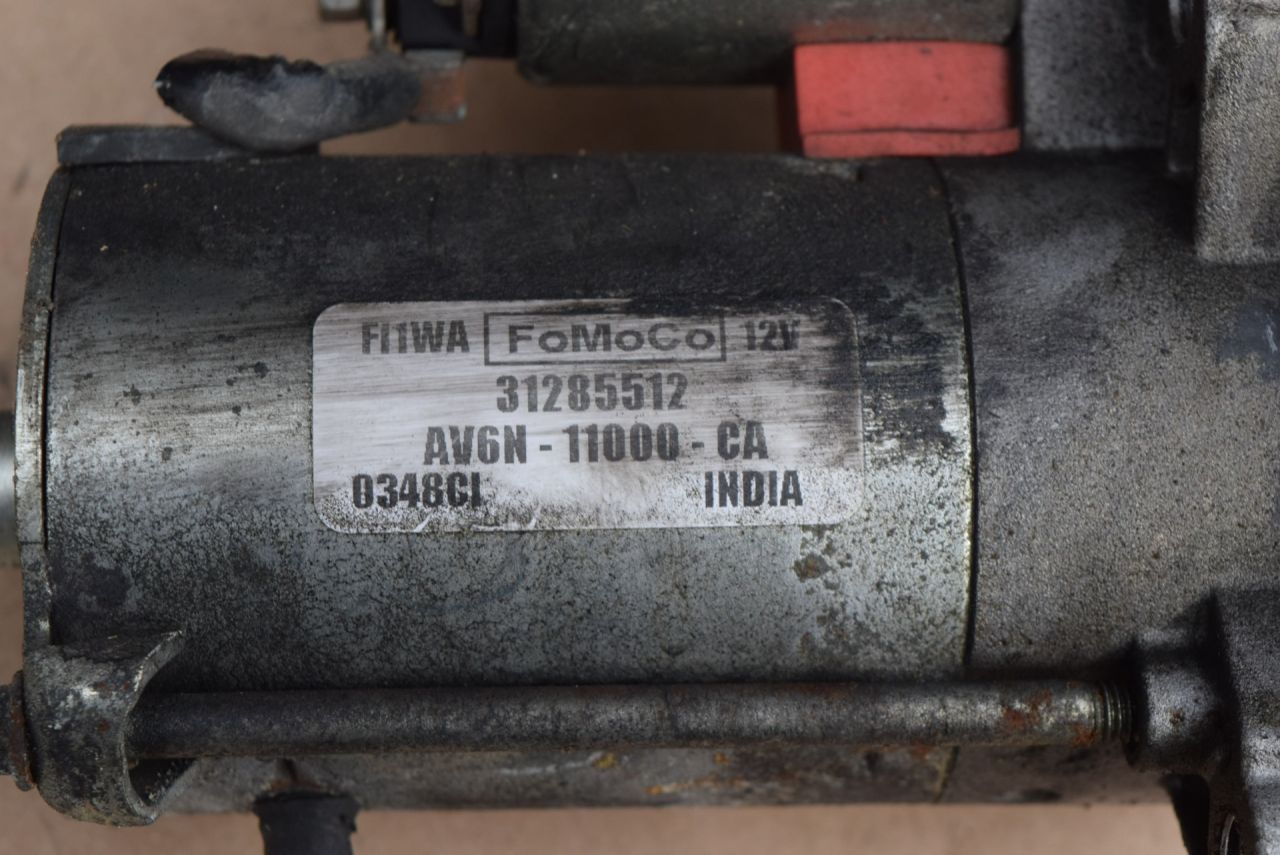 FI1WA FoMoCo 12V
31285512
AV6N - 11000 - CA
0348CI INDIA